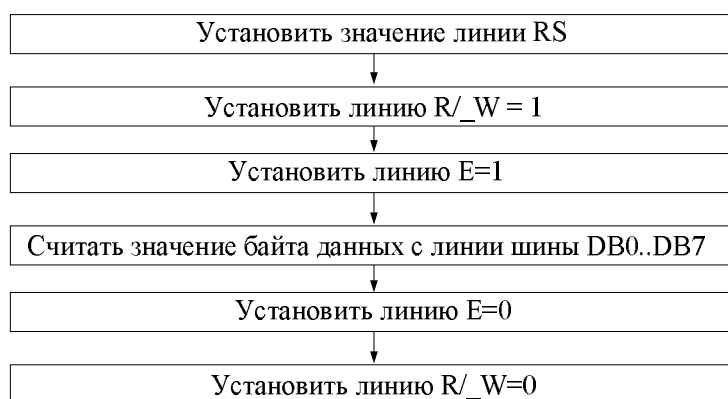 Установить значение линии RS
Установить линию R/_W = 1
Установить линию E=1
Считать значение байта данных с линии шины DB0..DB7
Установить линию E=0
Установить линию R/_W=0